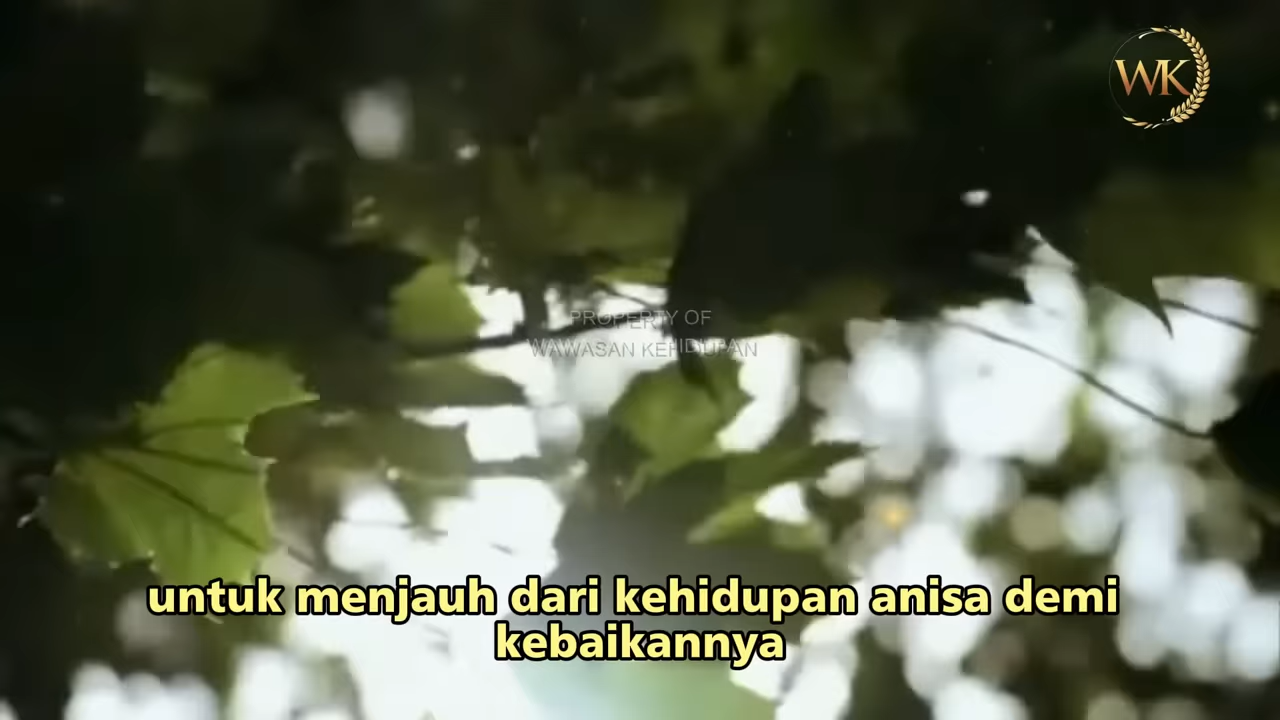 WK
PROPERTY OF
WAWASAN KEHIDUPAN
untuk menjauh dari kehidupan anisa demi
kebaikannya